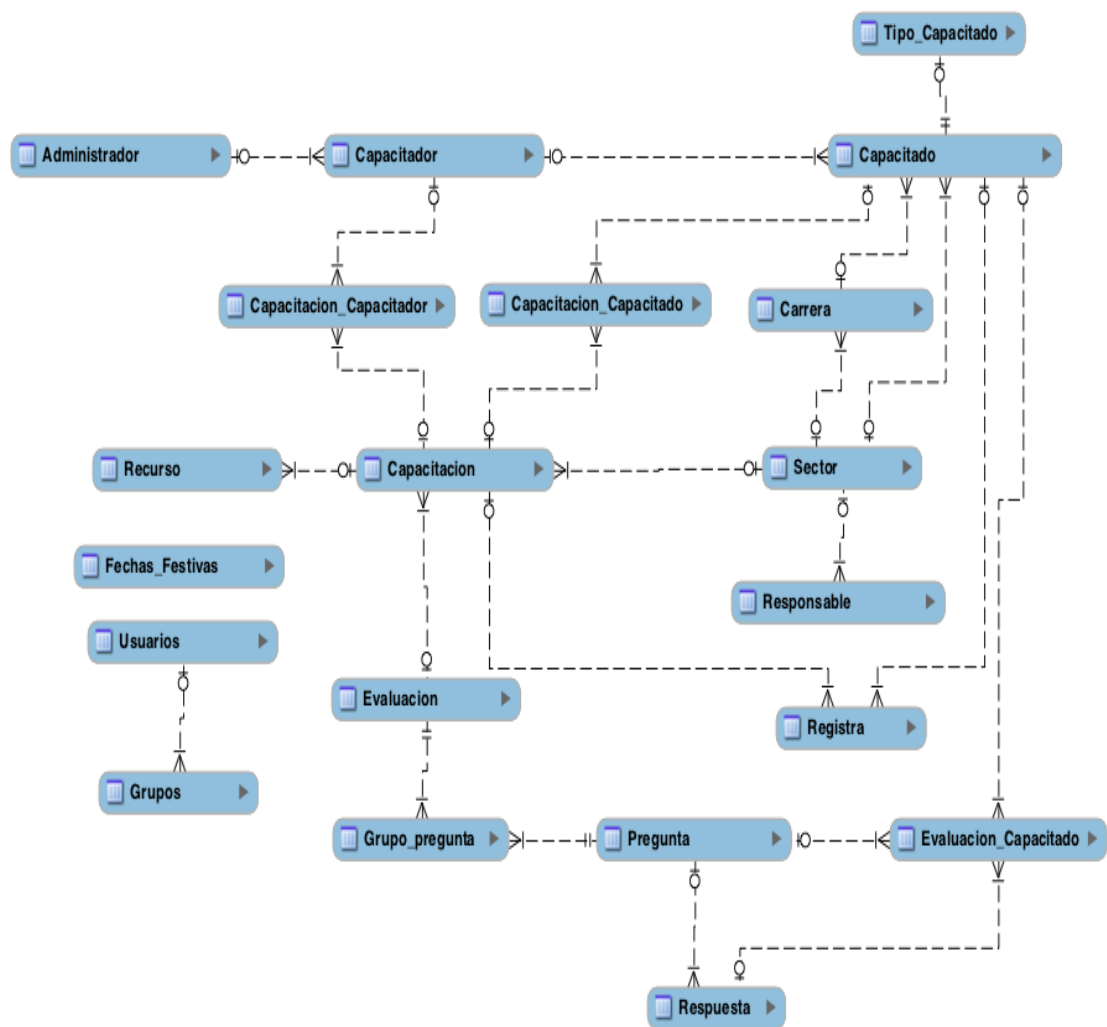 Tipo_Capacitado
Administrador
Capacitador
Capacitado
Capacitacion_Capacitador
Capacitacion_Capacitado
Carrera
Recurso
Capacitacion
Sector
Fechas_Festivas
Responsable
Usuarios
Evaluacion
Registra
Grupos
Grupo_pregunta
Pregunta
Evaluacion_Capacitado
Respuesta